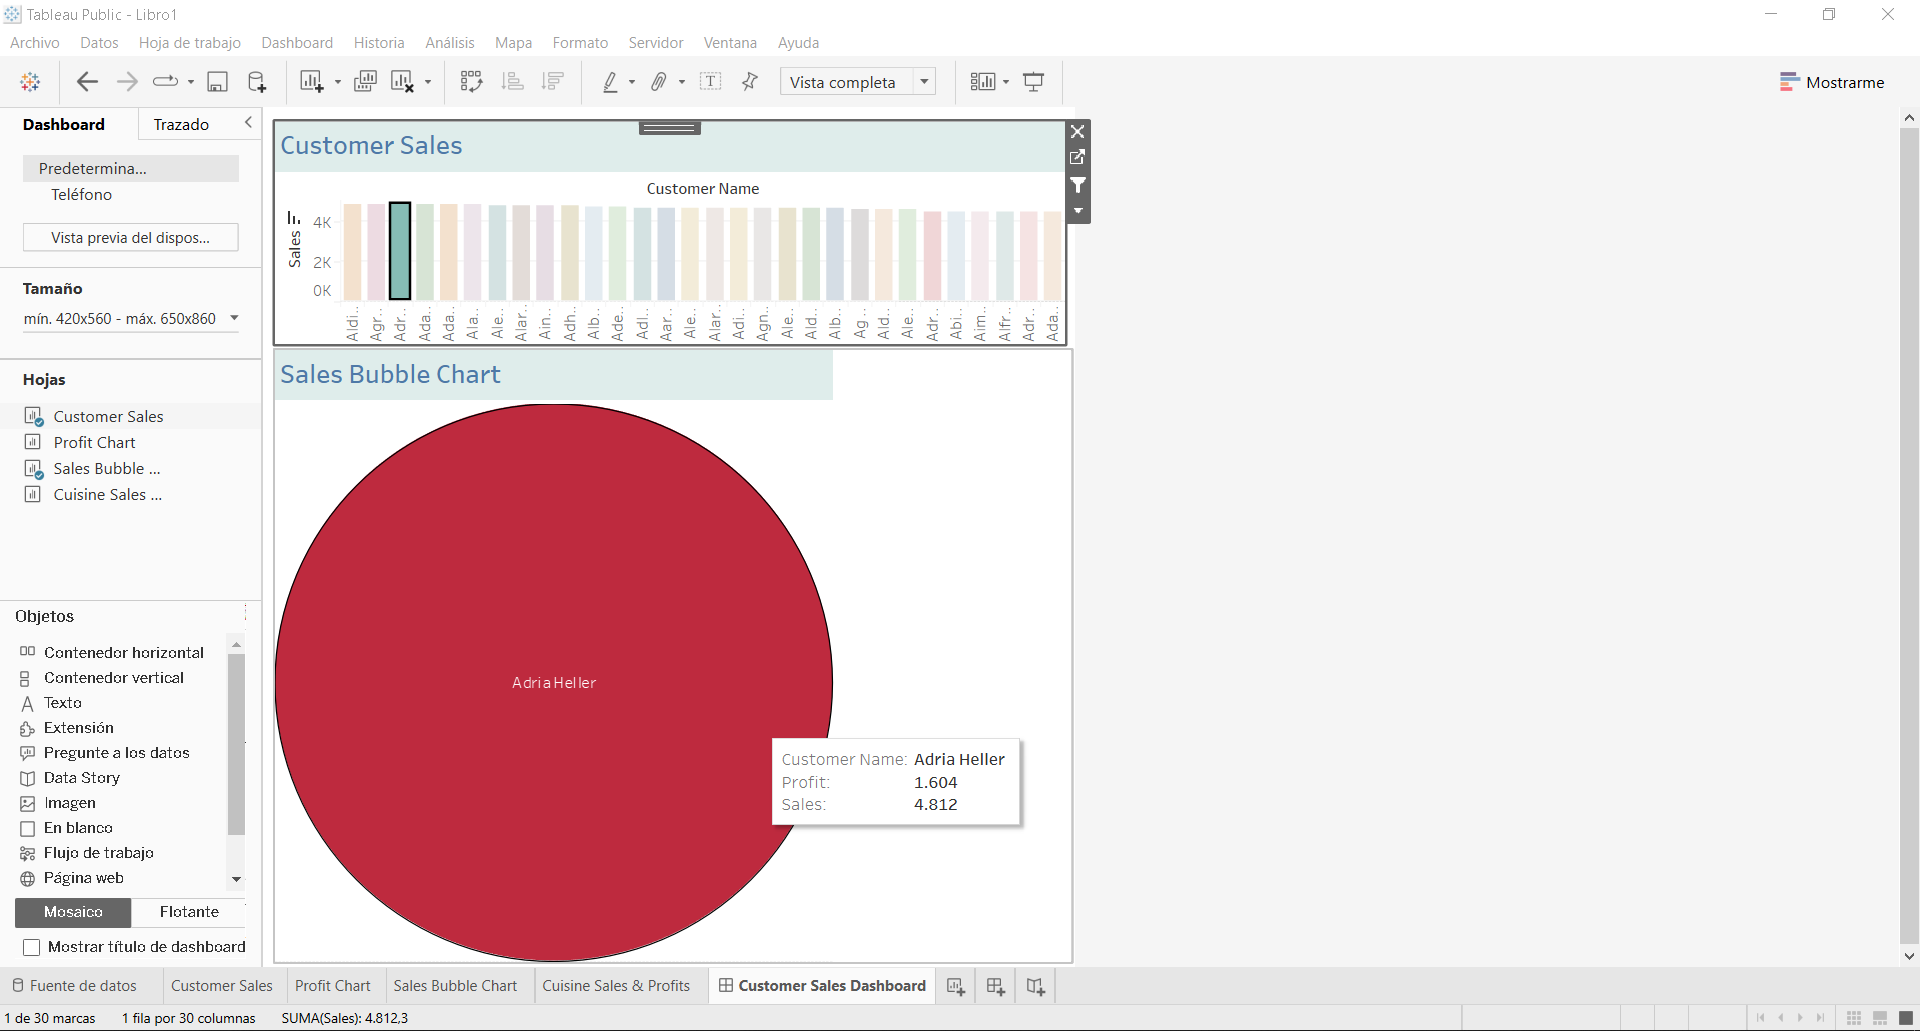 Tableau Public - Libro1
Archivo Datos Hoja de trabajo Dashboard Historia Análisis Mapa Formato Servidor Ventana Ayuda
Vista completa
Mostrarme
Dashboard Trazado
Predetermina...
Teléfono
Vista previa del dispos...
Tamaño
mín. 420x560 - máx. 650x860
Hojas
Customer Sales
Profit Chart
Sales Bubble ...
Cuisine Sales ...
Objetos
Contenedor horizontal
Contenedor vertical
Texto
Extensión
Pregunte a los datos
Data Story
Imagen
En blanco
Flujo de trabajo
Página web
Mosaico Flotante
Mostrar título de dashboard
Customer Sales
Customer Name
Sales
4K
2K
0K
Aldi.. Agr.. Adr.. Ada.. Ada.. Ala.. Ale.. Alar.. Ain.. Adh.. Alb.. Ade.. Adl.. Aar.. Ale.. Alar.. Adi.. Agn.. Ale.. Ald.. Alb.. Ag .. Ald.. Ale.. Adr.. Abi.. Aim.. Alfr.. Adr.. Ada..
Sales Bubble Chart
Adria Heller
Customer Name: Adria Heller
Profit: 1.604
Sales: 4.812
Fuente de datos Customer Sales Profit Chart Sales Bubble Chart Cuisine Sales & Profits Customer Sales Dashboard
1 de 30 marcas 1 fila por 30 columnas SUMA(Sales): 4.812,3